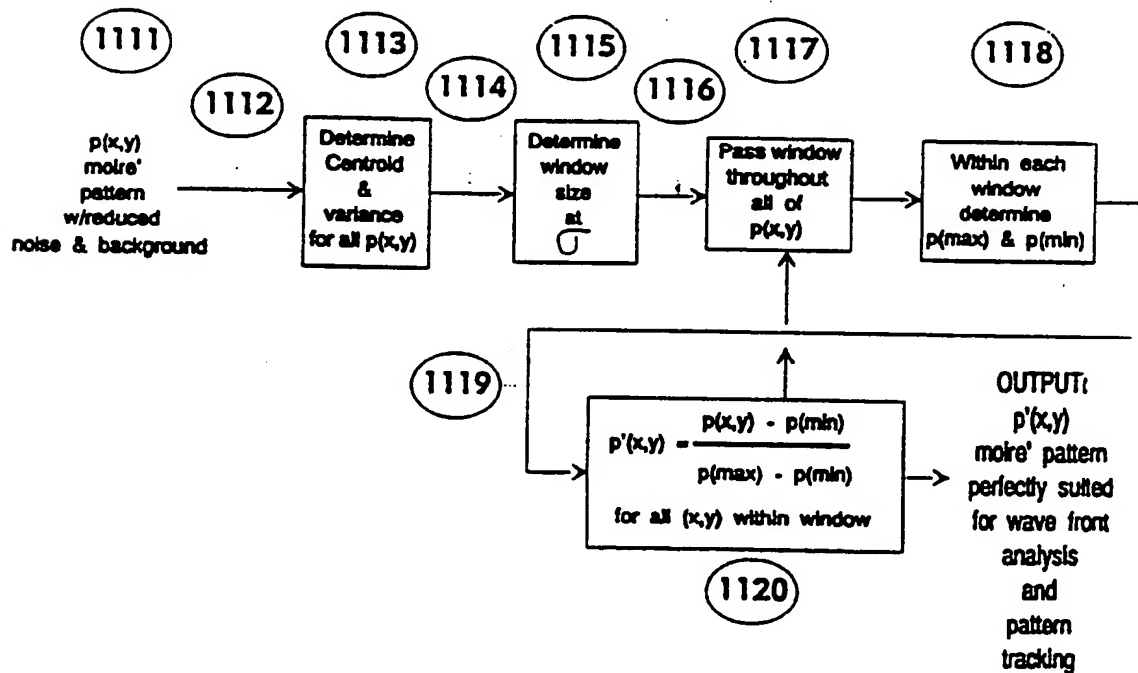 1111
1112
1113
1114
1115
1116
1117
1118
p(x,y)
moire'
pattern
w/reduced
noise & background
Determine
Centroid
&
variance
for all p(x,y)
Determine
window
size
at
σ
Pass window
throughout
all of
p(x,y)
Within each
window
determine
p(max) & p(min)
1119
p'(x,y) = p(x,y) - p(min)
p(max) - p(min)
for all (x,y) within window
1120
OUTPUT:
p'(x,y)
moire' pattern
perfectly suited
for wave front
analysis
and
pattern
tracking